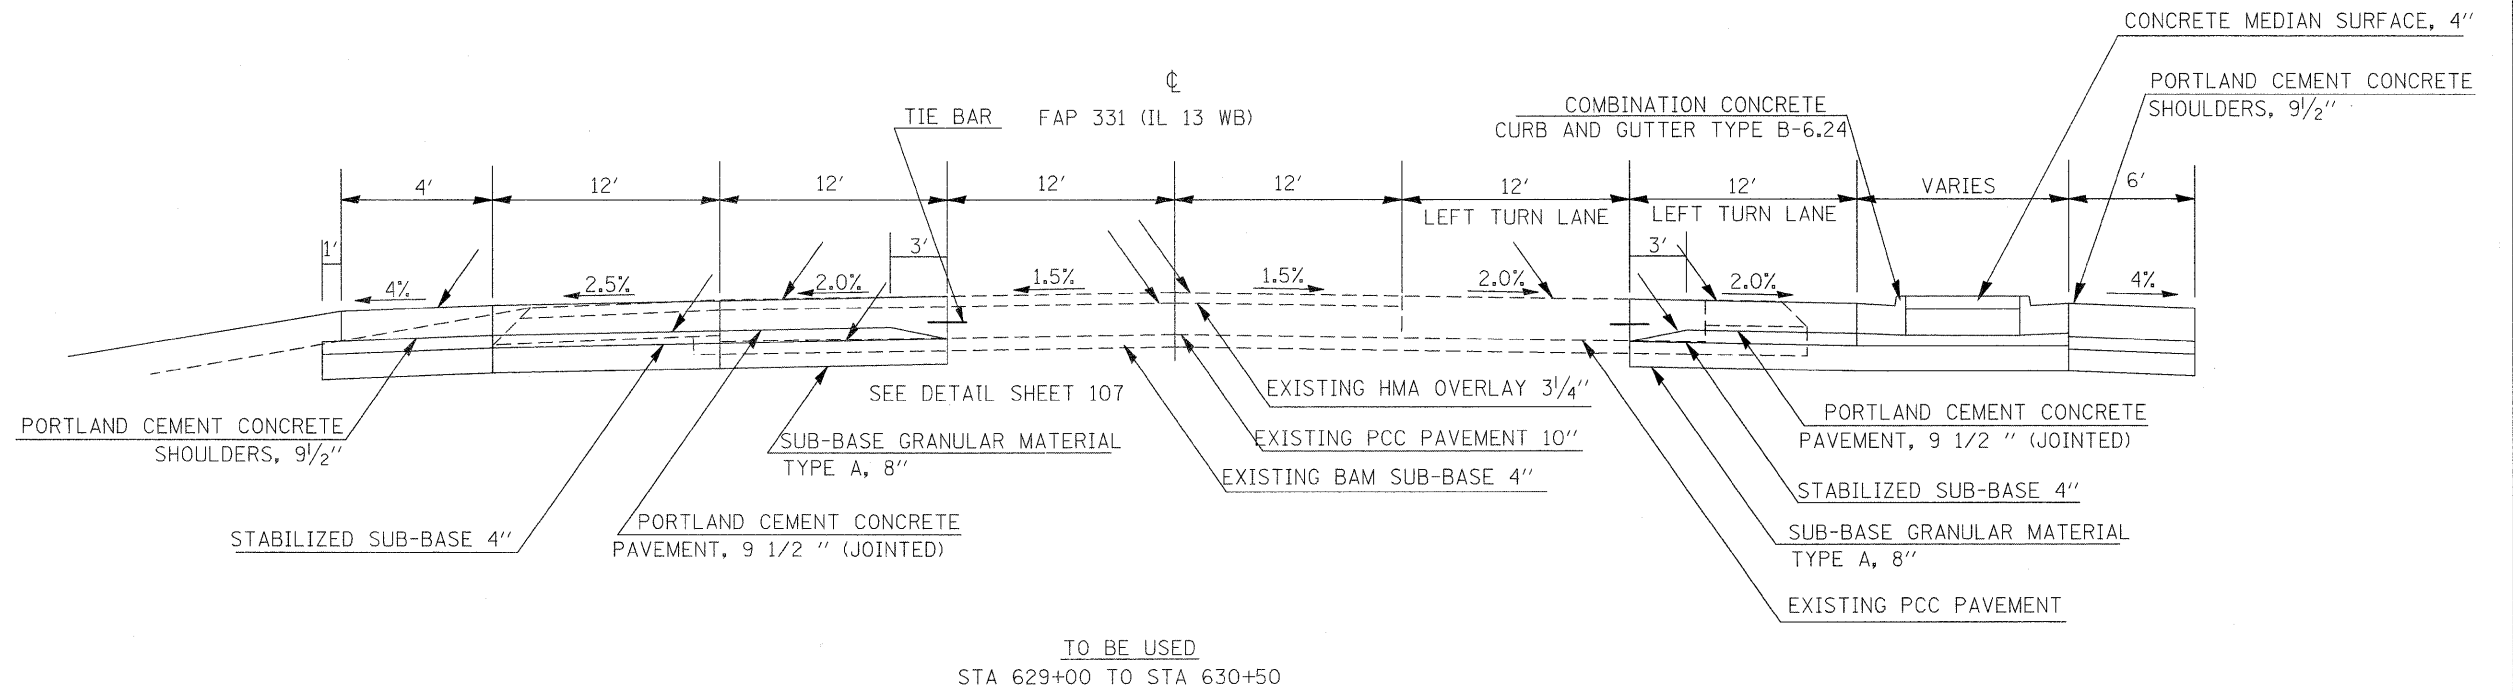 CONCRETE MEDIAN SURFACE, 4"
℄
PORTLAND CEMENT CONCRETE
SHOULDERS, 9½"
COMBINATION CONCRETE
CURB AND GUTTER TYPE B-6.24
TIE BAR
FAP 331 (IL 13 WB)
4'
12'
12'
12'
12'
12'
12'
VARIES
6'
LEFT TURN LANE
LEFT TURN LANE
1'
3'
3'
4%
2.5%
2.0%
1.5%
1.5%
2.0%
2.0%
4%
SEE DETAIL SHEET 107
EXISTING HMA OVERLAY 3¼"
PORTLAND CEMENT CONCRETE
SHOULDERS, 9½"
SUB-BASE GRANULAR MATERIAL
TYPE A, 8"
EXISTING PCC PAVEMENT 10"
EXISTING BAM SUB-BASE 4"
PORTLAND CEMENT CONCRETE
PAVEMENT, 9 1/2 " (JOINTED)
STABILIZED SUB-BASE 4"
STABILIZED SUB-BASE 4"
PORTLAND CEMENT CONCRETE
PAVEMENT, 9 1/2 " (JOINTED)
SUB-BASE GRANULAR MATERIAL
TYPE A, 8"
EXISTING PCC PAVEMENT
TO BE USED
STA 629+00 TO STA 630+50